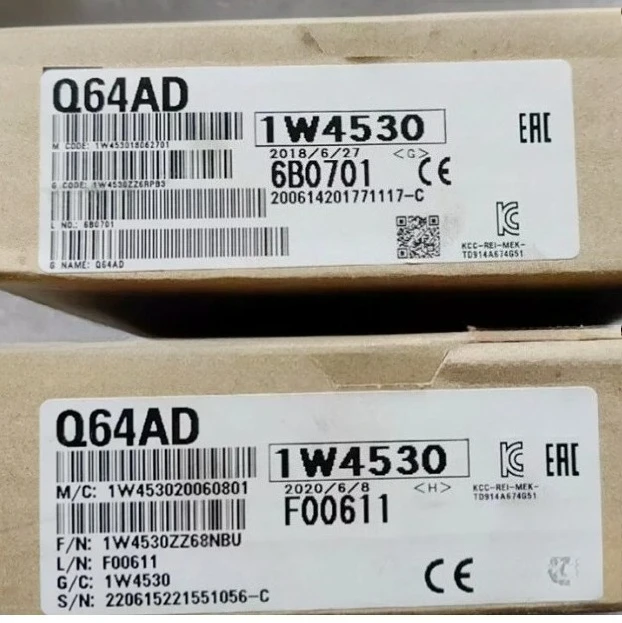 Q64AD
M CODE: 1W453018062701
1W4530
EAC
2018/6/27 <G>
6B0701 CE
G CODE: 1W4530ZZ6RPB3
200614201771117-C
L NO.: 6B0701
KCC-REI-MEK-
TD914A674G51
G NAME: Q64AD
Q64AD
1W4530
EAC
M/C: 1W453020060801
2020/6/8 <H>
KCC-REI-MEK-
TD914A674G51
F00611
F/N: 1W4530ZZ68NBU
L/N: F00611
G/C: 1W4530
CE
S/N: 220615221551056-C